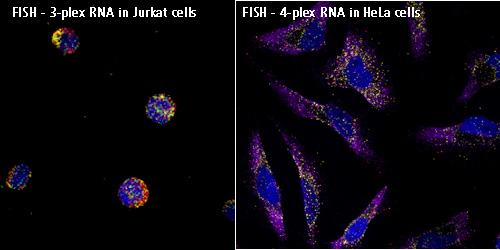 FISH - 3-plex RNA in Jurkat cells
FISH - 4-plex RNA in HeLa cells